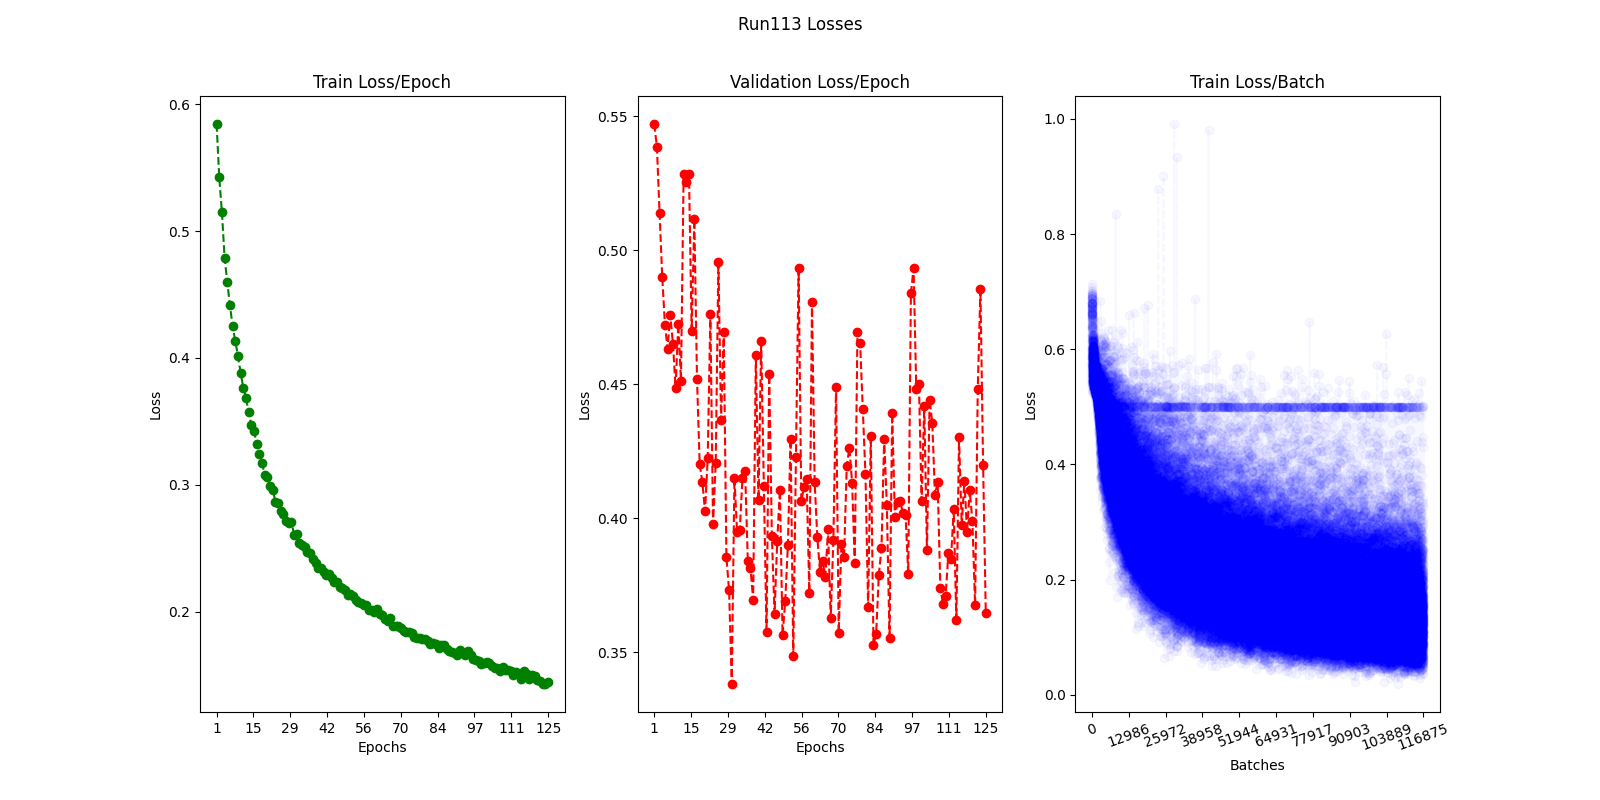 Run113 Losses
Train Loss/Epoch
Validation Loss/Epoch
Train Loss/Batch
0.6
0.5
0.4
0.3
0.2
Loss
1 15 29 42 56 70 84 97 111 125
Epochs
0.55
0.50
0.45
0.40
0.35
Loss
1 15 29 42 56 70 84 97 111 125
Epochs
1.0
0.8
0.6
0.4
0.2
0.0
Loss
0 12986 25972 38958 51944 64931 77917 90903 103889 116875
Batches